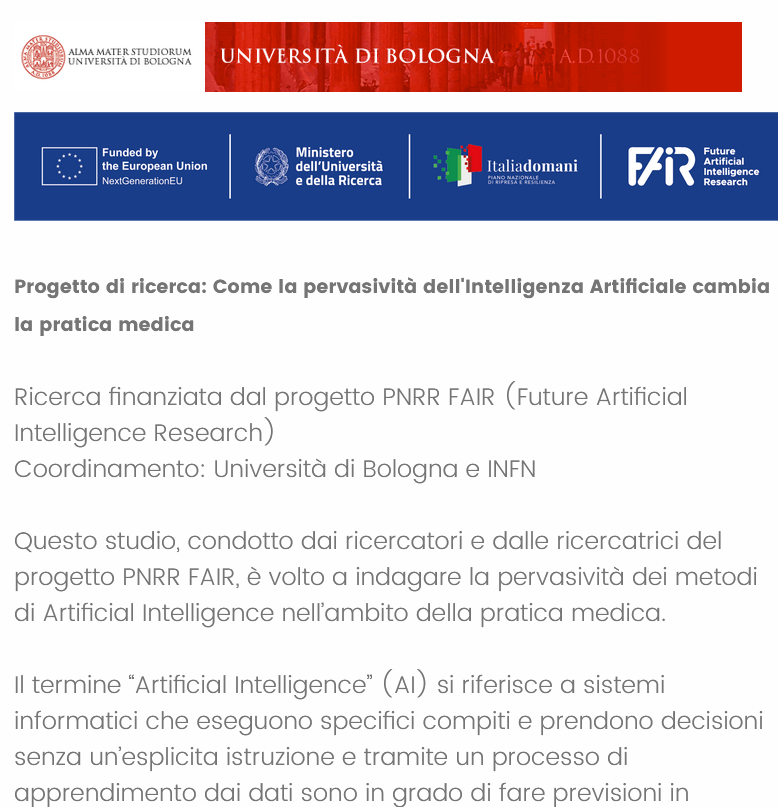 ALMA MATER STUDIORUM
UNIVERSITÀ DI BOLOGNA
UNIVERSITÀ DI BOLOGNA A.D.1088
Funded by
the European Union
NextGenerationEU
Ministero
dell'Università
e della Ricerca
Italiadomani
PIANO NAZIONALE
DI RIPRESA E RESILIENZA
FAIR
Future
Artificial
Intelligence
Research
Progetto di ricerca: Come la pervasività dell'Intelligenza Artificiale cambia
la pratica medica
Ricerca finanziata dal progetto PNRR FAIR (Future Artificial
Intelligence Research)
Coordinamento: Università di Bologna e INFN
Questo studio, condotto dai ricercatori e dalle ricercatrici del
progetto PNRR FAIR, è volto a indagare la pervasività dei metodi
di Artificial Intelligence nell’ambito della pratica medica.
Il termine “Artificial Intelligence” (AI) si riferisce a sistemi
informatici che eseguono specifici compiti e prendono decisioni
senza un’esplicita istruzione e tramite un processo di
apprendimento dai dati sono in grado di fare previsioni in